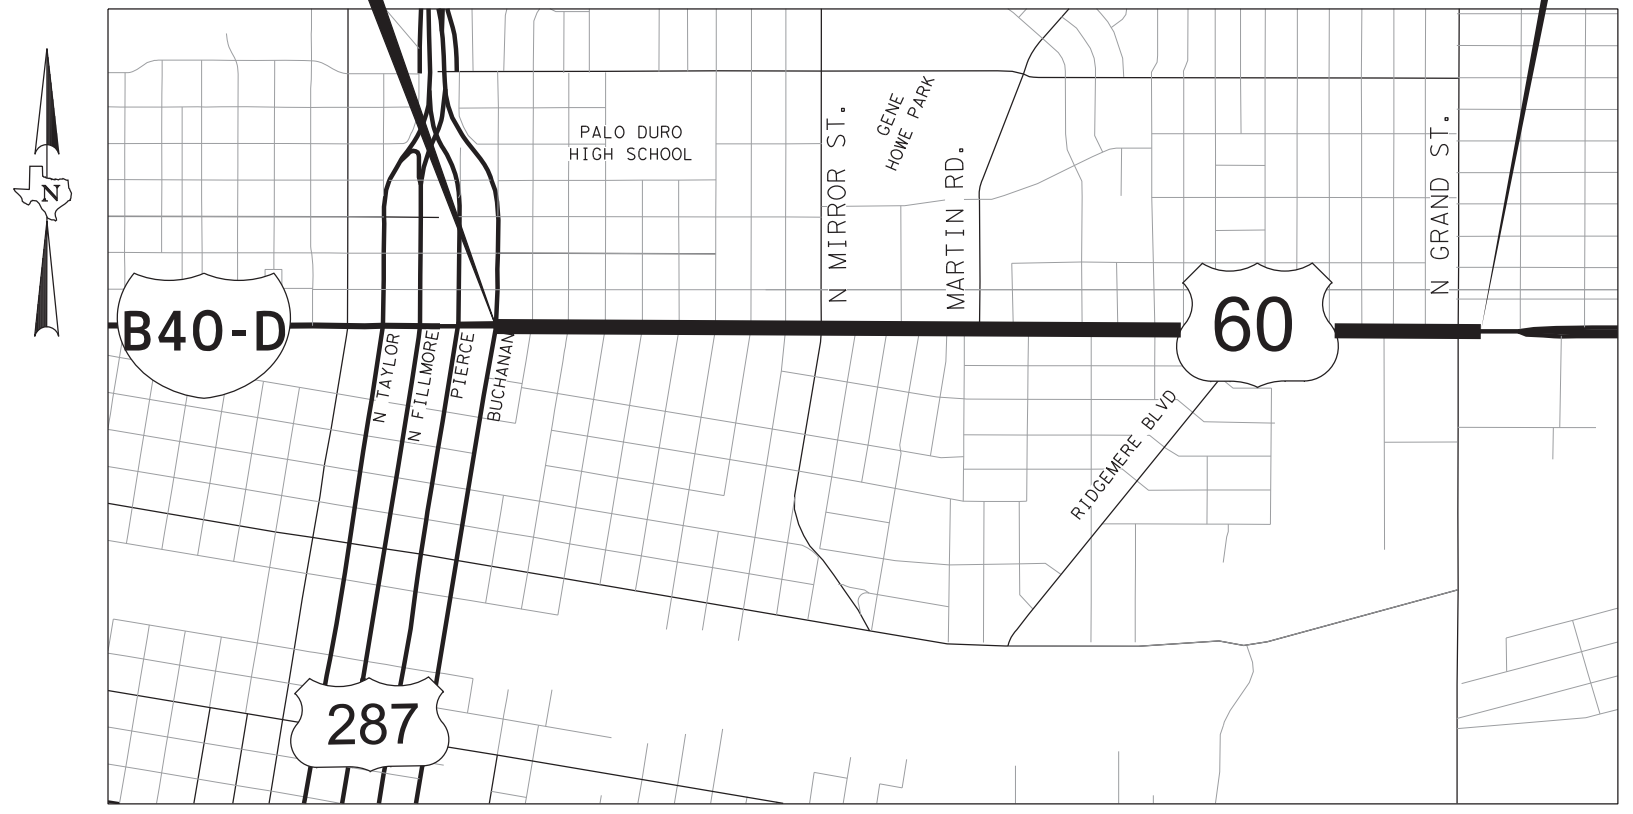 PALO DURO
HIGH SCHOOL
GENE
HOWE PARK
N MIRROR ST.
MARTIN RD.
N GRAND ST.
N
B40-D
60
N TAYLOR
N FILLMORE
PIERCE
BUCHANAN
RIDGEMERE BLVD
287